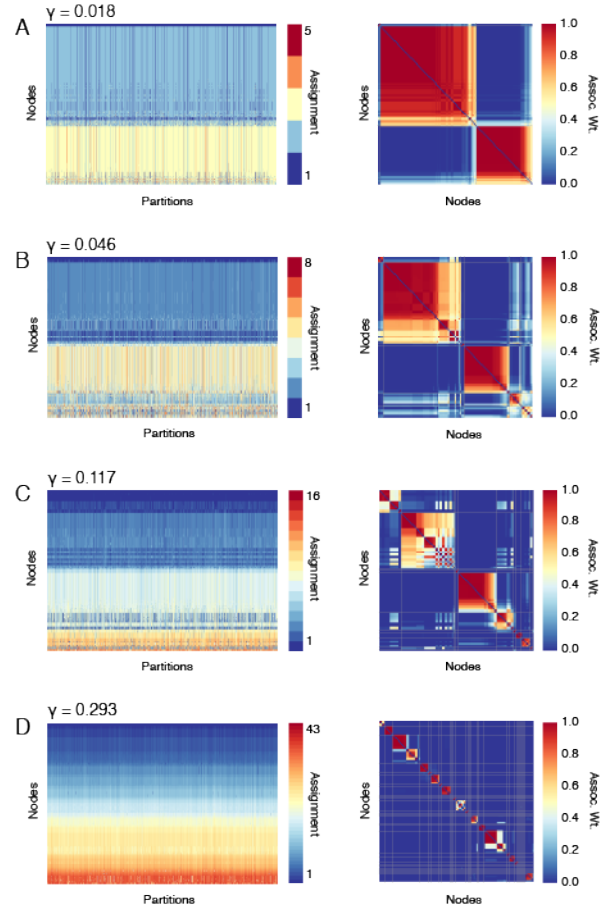 A
γ = 0.018
Nodes
5
Assignment
1
Partitions
1.0
0.8
0.6
0.4
0.2
0.0
Assoc. Wt.
Nodes
B
γ = 0.046
Nodes
8
Assignment
1
Partitions
1.0
0.8
0.6
0.4
0.2
0.0
Assoc. Wt.
Nodes
C
γ = 0.117
Nodes
16
Assignment
1
Partitions
1.0
0.8
0.6
0.4
0.2
0.0
Assoc. Wt.
Nodes
D
γ = 0.293
Nodes
43
Assignment
1
Partitions
1.0
0.8
0.6
0.4
0.2
0.0
Assoc. Wt.
Nodes